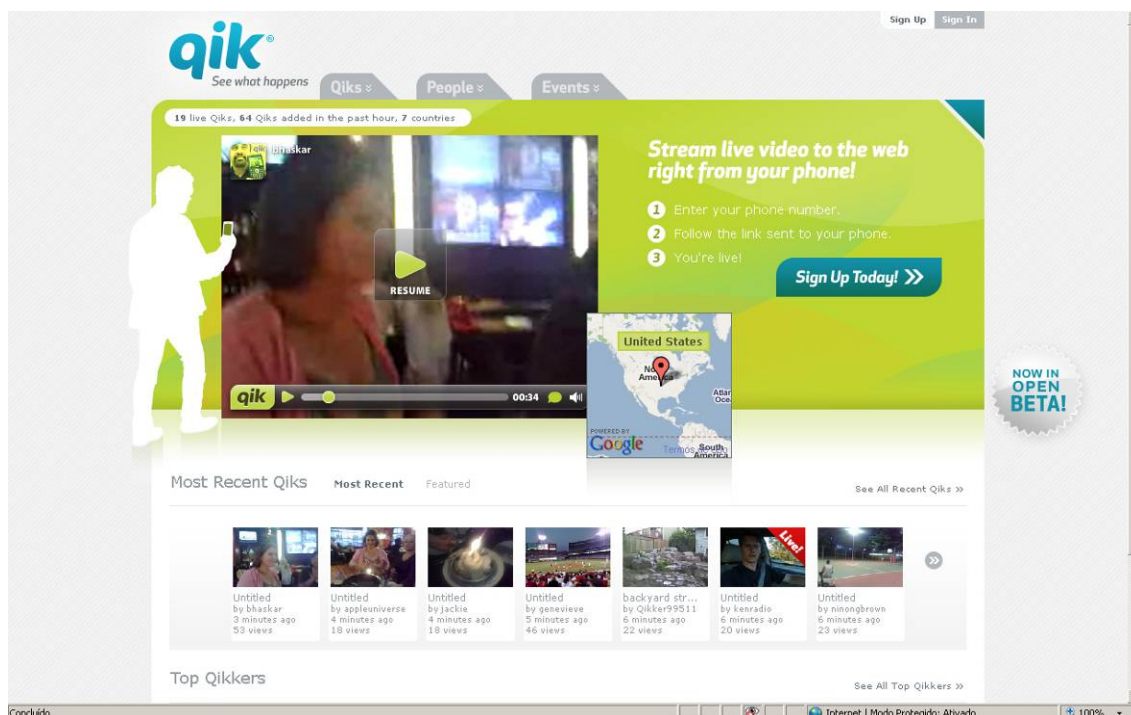 Sign Up Sign In
qik®
See what happens
Qiks People Events
19 live Qiks, 64 Qiks added in the past hour, 7 countries
qik bhaskar
Stream live video to the web
right from your phone!
1 Enter your phone number.
2 Follow the link sent to your phone.
3 You're live!
Sign Up Today!
RESUME
United States
North
America
Atlan
Oce
qik 00:34
POWERED BY
Google
Termos
South
America
NOW IN
OPEN
BETA!
Most Recent Qiks Most Recent Featured See All Recent Qiks »
Live!
Untitled
by bhaskar
3 minutes ago
53 views
Untitled
by appleuniverse
4 minutes ago
18 views
Untitled
by jackie
4 minutes ago
18 views
Untitled
by genevieve
5 minutes ago
46 views
backyard str...
by Qikker99511
6 minutes ago
22 views
Untitled
by kenradio
6 minutes ago
20 views
Untitled
by ninongbrown
6 minutes ago
23 views
Top Qikkers See All Top Qikkers »
Concluído Internet | Modo Protegido: Ativado 100%